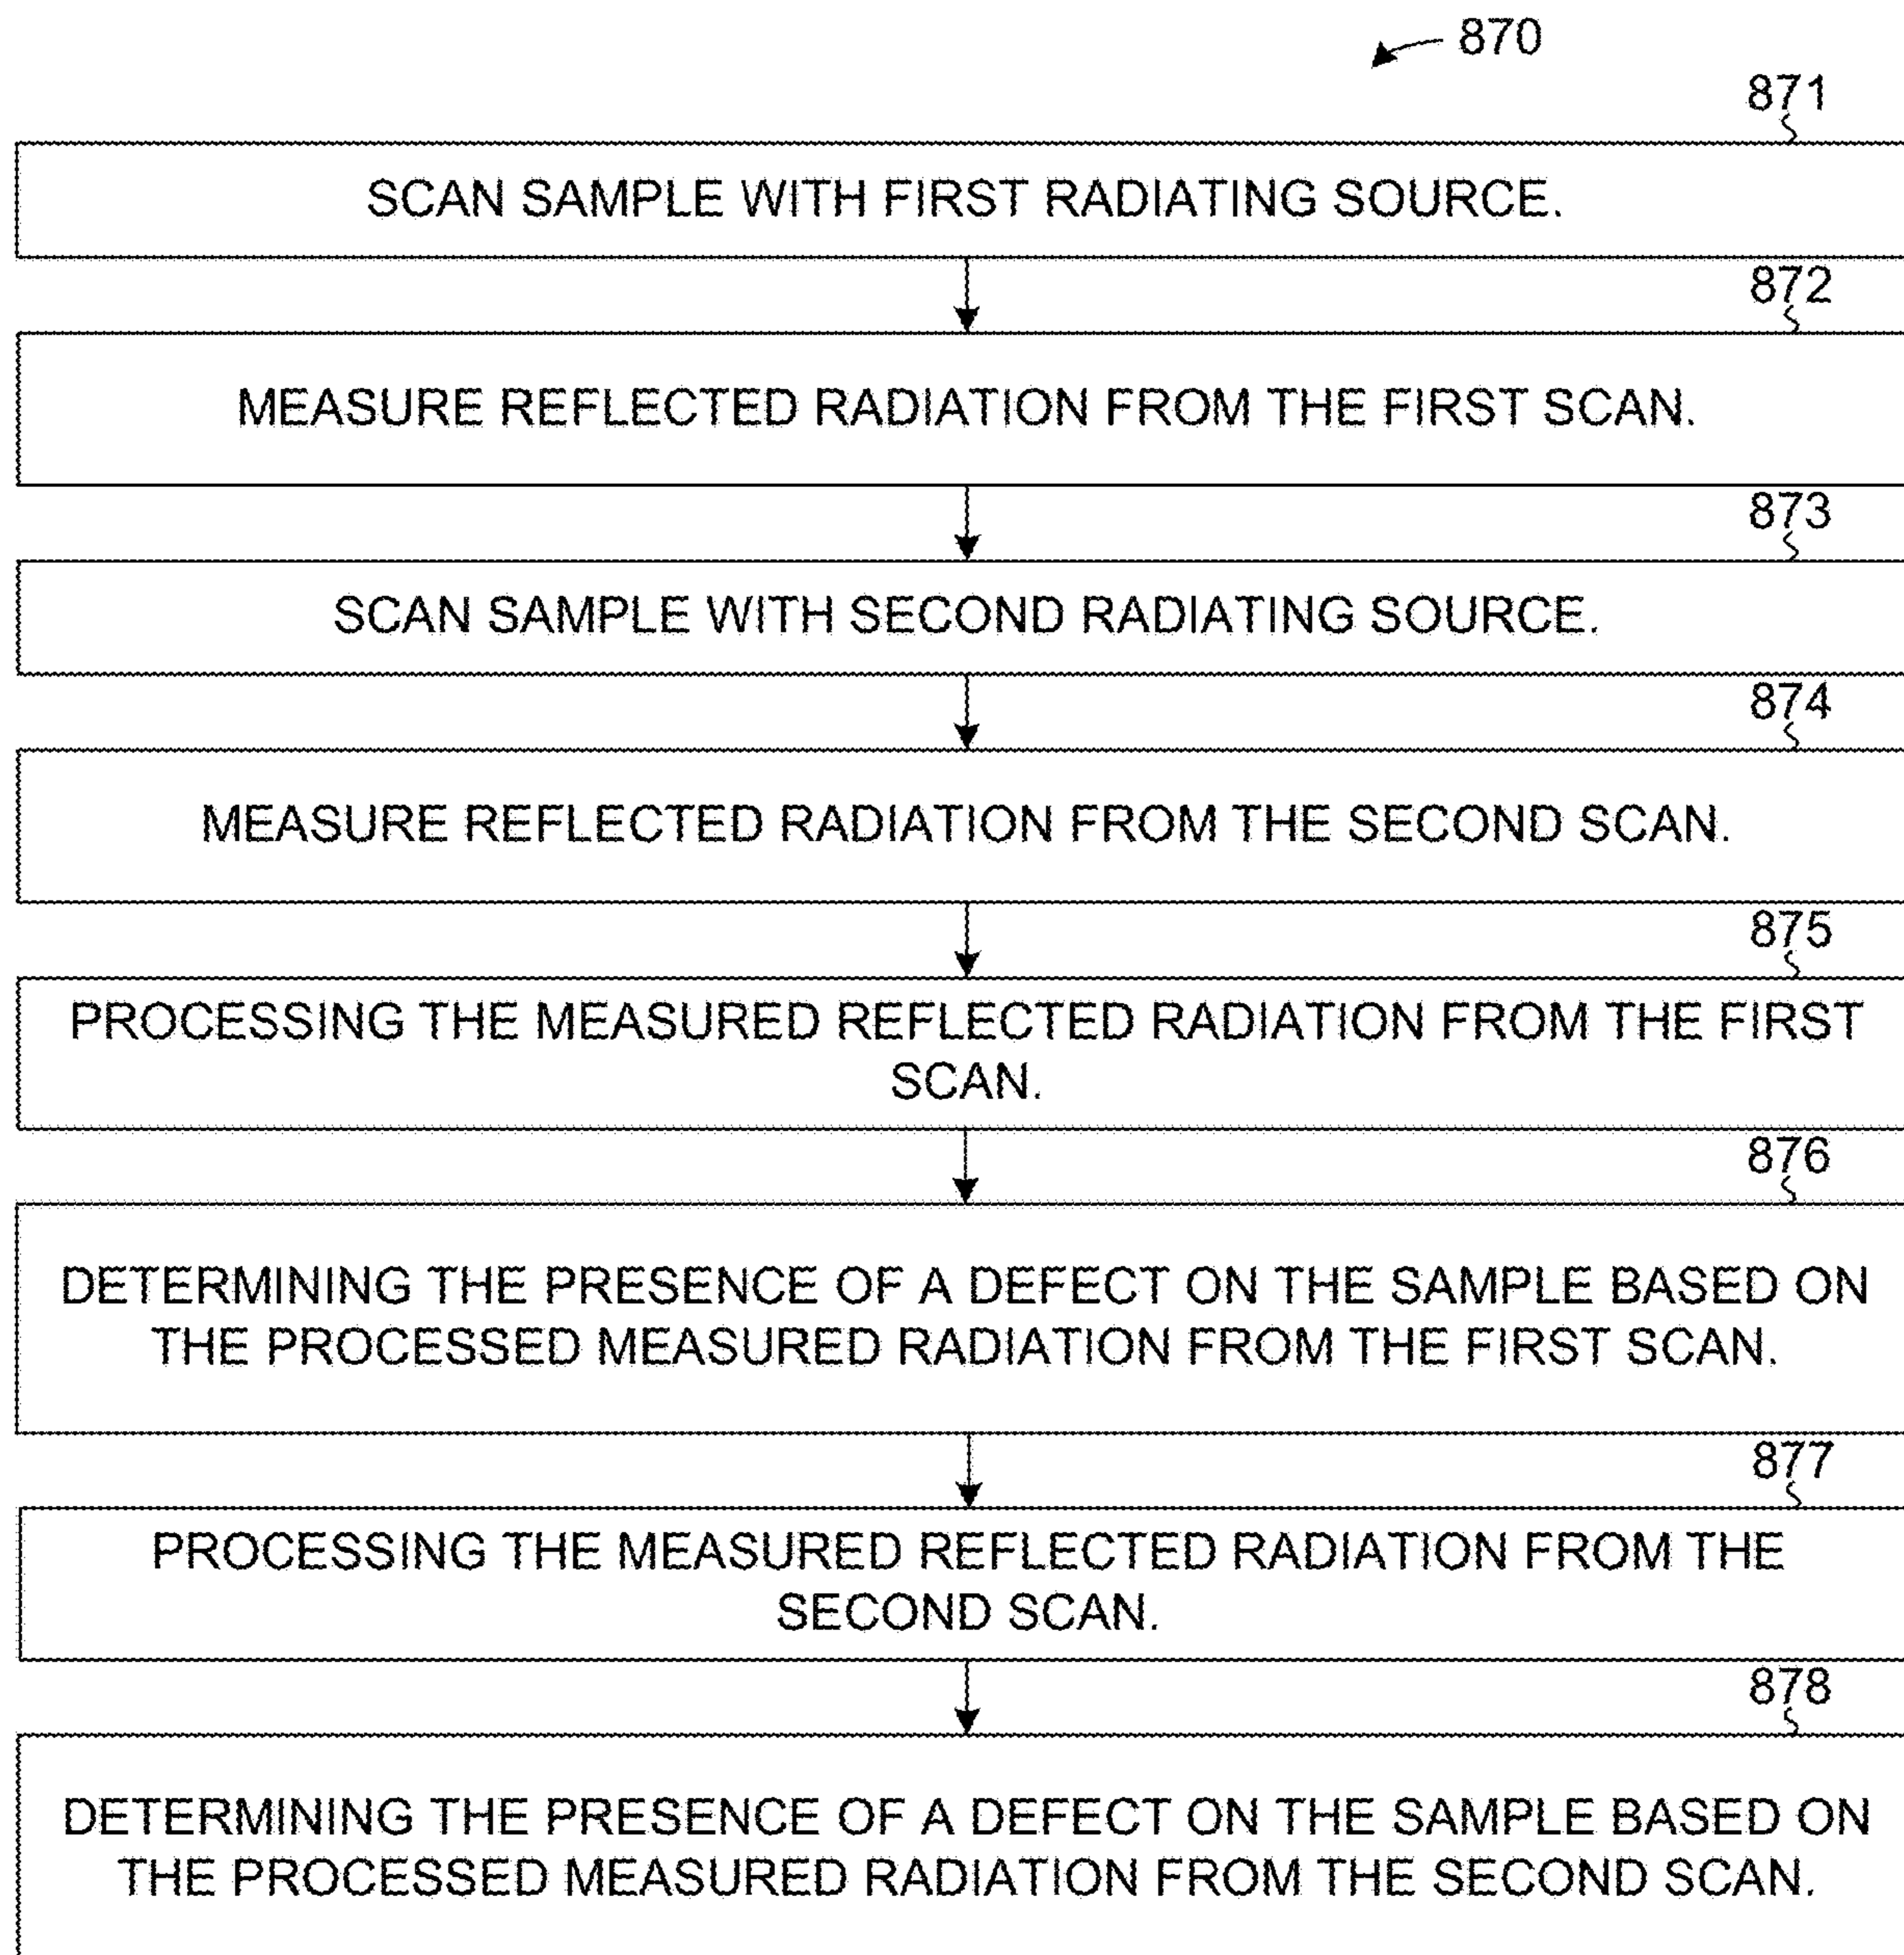 870
871
SCAN SAMPLE WITH FIRST RADIATING SOURCE.
872
MEASURE REFLECTED RADIATION FROM THE FIRST SCAN.
873
SCAN SAMPLE WITH SECOND RADIATING SOURCE.
874
MEASURE REFLECTED RADIATION FROM THE SECOND SCAN.
875
PROCESSING THE MEASURED REFLECTED RADIATION FROM THE FIRST
SCAN.
876
DETERMINING THE PRESENCE OF A DEFECT ON THE SAMPLE BASED ON
THE PROCESSED MEASURED RADIATION FROM THE FIRST SCAN.
877
PROCESSING THE MEASURED REFLECTED RADIATION FROM THE
SECOND SCAN.
878
DETERMINING THE PRESENCE OF A DEFECT ON THE SAMPLE BASED ON
THE PROCESSED MEASURED RADIATION FROM THE SECOND SCAN.